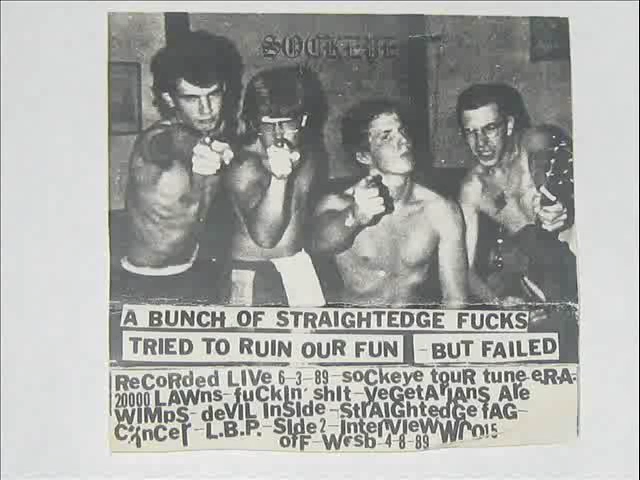 SOCKEYE
A BUNCH OF STRAIGHTEDGE FUCKS
TRIED TO RUIN OUR FUN - BUT FAILED
ReCoRded LIVe 6-3-89 - soCkeye touR tune eRA-
20000 LAWns - fuCkin' shIt - VeGetArIAnS Are
WIMpS - deVIL InSIde - StrAIGhtedGe fAG -
CAncer - L.B.P. - SIde 2 - InterVIeW
off Wcsb 4-8-89